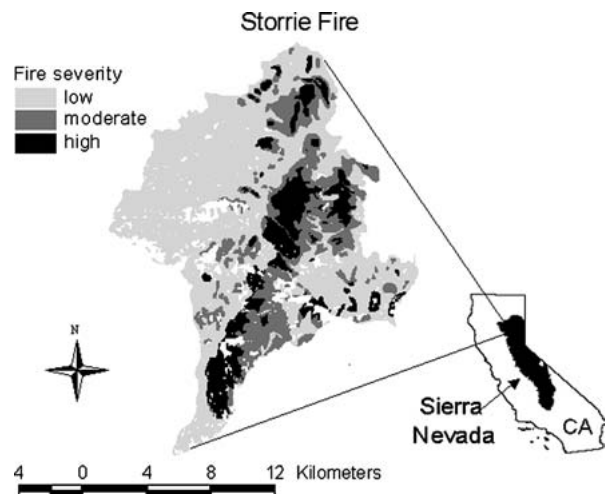 Storrie Fire
Fire severity
low
moderate
high
N
Sierra
Nevada
CA
4 0 4 8 12 Kilometers